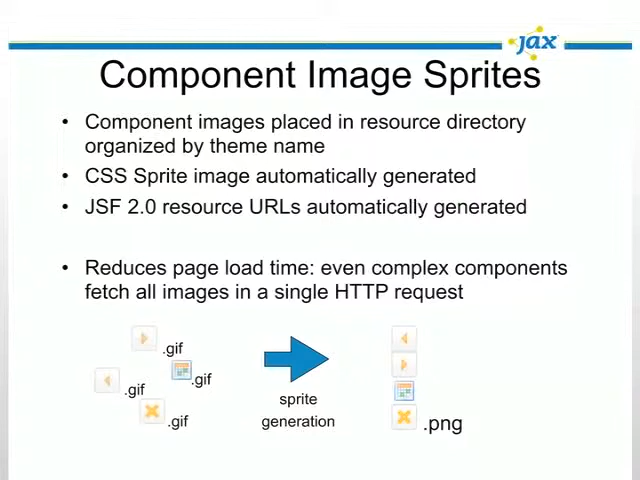 jax
Component Image Sprites
• Component images placed in resource directory
organized by theme name
• CSS Sprite image automatically generated
• JSF 2.0 resource URLs automatically generated
• Reduces page load time: even complex components
fetch all images in a single HTTP request
.gif
.gif
.gif
.gif
sprite
generation
.png